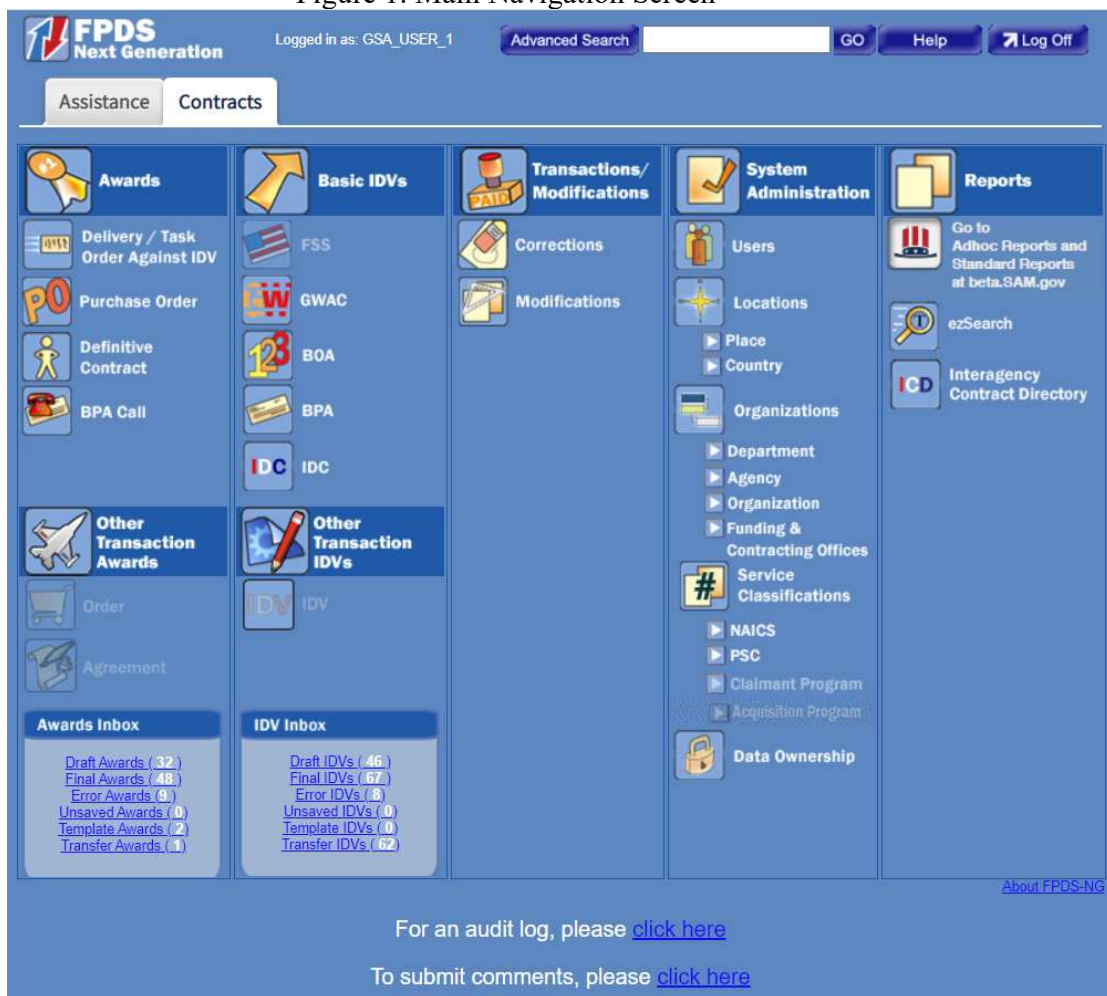 Figure 1: Main Navigation Screen
FPDS
Next Generation
Logged in as: GSA_USER_1
Advanced Search
GO
Help
Log Off
Assistance
Contracts
Awards
Delivery / Task
Order Against IDV
PO
Purchase Order
Definitive
Contract
BPA Call
Other
Transaction
Awards
Order
Agreement
Awards Inbox
Draft Awards ( 32 )
Final Awards ( 48 )
Error Awards (9 )
Unsaved Awards ( 0)
Template Awards ( 2)
Transfer Awards ( 1)
Basic IDVs
FSS
GWAC
123
BOA
BPA
IDC
IDC
Other
Transaction
IDVs
IDV
IDV
IDV Inbox
Draft IDVs ( 46 )
Final IDVs ( 67 )
Error IDVs ( 8)
Unsaved IDVs ( 0)
Template IDVs ( 0)
Transfer IDVs ( 62)
PAID
Transactions/
Modifications
Corrections
Modifications
System
Administration
Users
Locations
Place
Country
Organizations
Department
Agency
Organization
Funding &
Contracting Offices
#
Service
Classifications
NAICS
PSC
Claimant Program
Acquisition Program
Data Ownership
Reports
Go to
Adhoc Reports and
Standard Reports
at beta.SAM.gov
ezSearch
ICD
Interagency
Contract Directory
About FPDS-NG
For an audit log, please click here
To submit comments, please click here